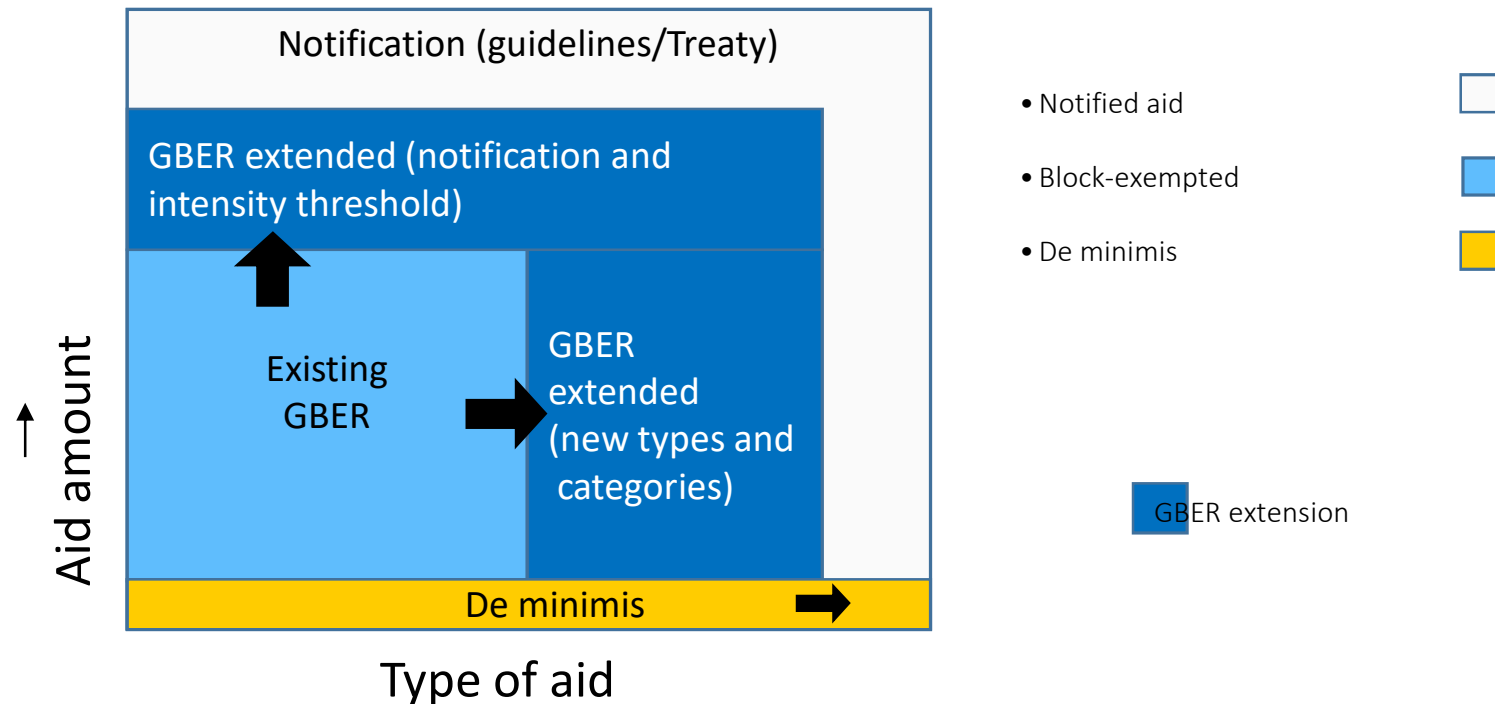 Notification (guidelines/Treaty)
GBER extended (notification and
intensity threshold)
Existing
GBER
GBER
extended
(new types and
categories)
De minimis
Aid amount
Type of aid
• Notified aid
• Block-exempted
• De minimis
GBER extension